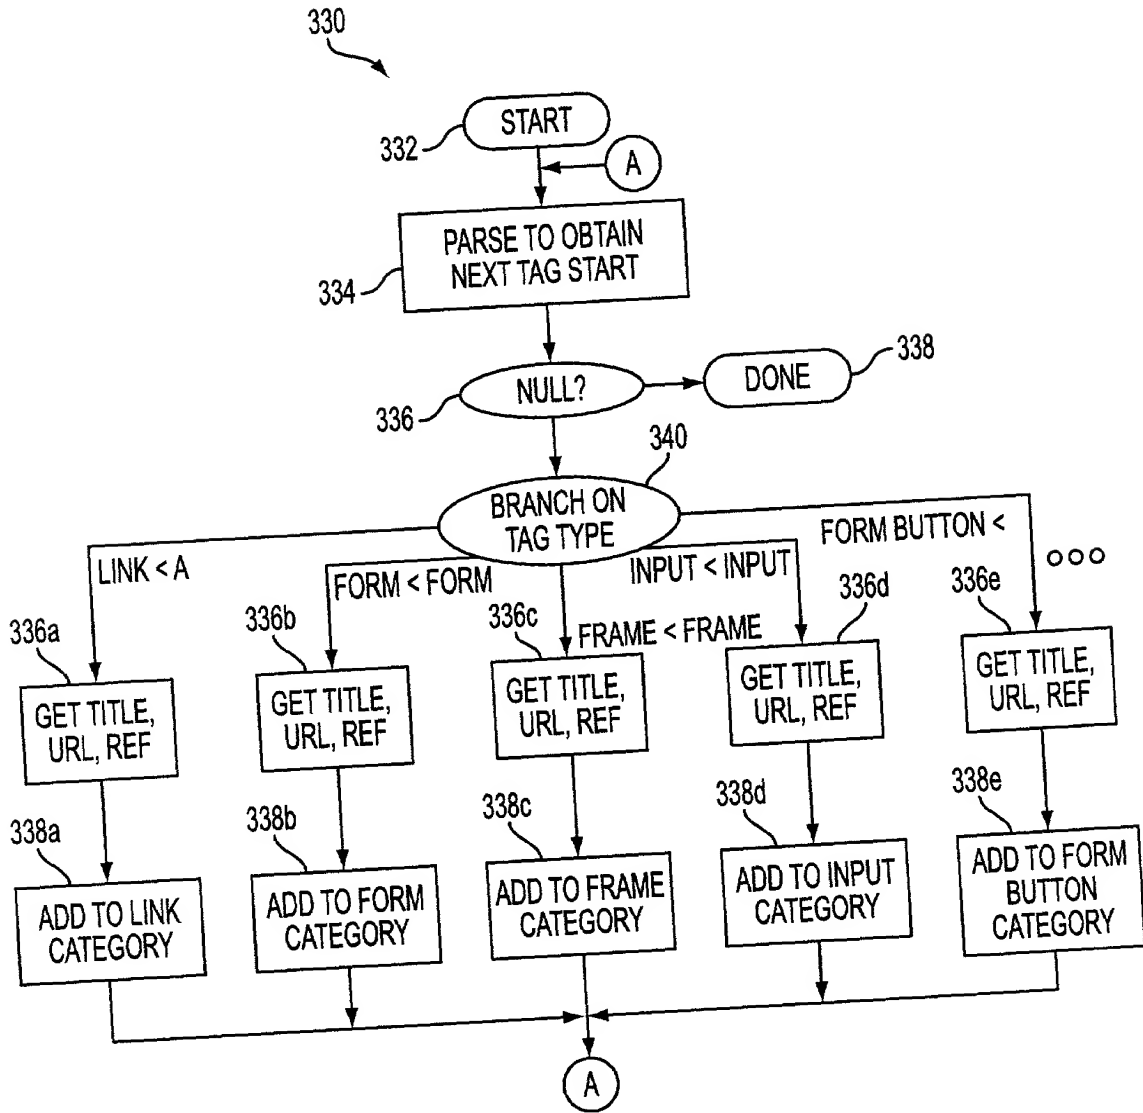 330
START
332
A
PARSE TO OBTAIN
NEXT TAG START
334
NULL?
336
DONE
338
340
BRANCH ON
TAG TYPE
LINK < A
FORM < FORM
FRAME < FRAME
INPUT < INPUT
FORM BUTTON <
336a
336b
336c
336d
336e
GET TITLE,
URL, REF
GET TITLE,
URL, REF
GET TITLE,
URL, REF
GET TITLE,
URL, REF
GET TITLE,
URL, REF
338a
338b
338c
338d
338e
ADD TO LINK
CATEGORY
ADD TO FORM
CATEGORY
ADD TO FRAME
CATEGORY
ADD TO INPUT
CATEGORY
ADD TO FORM
BUTTON
CATEGORY
A